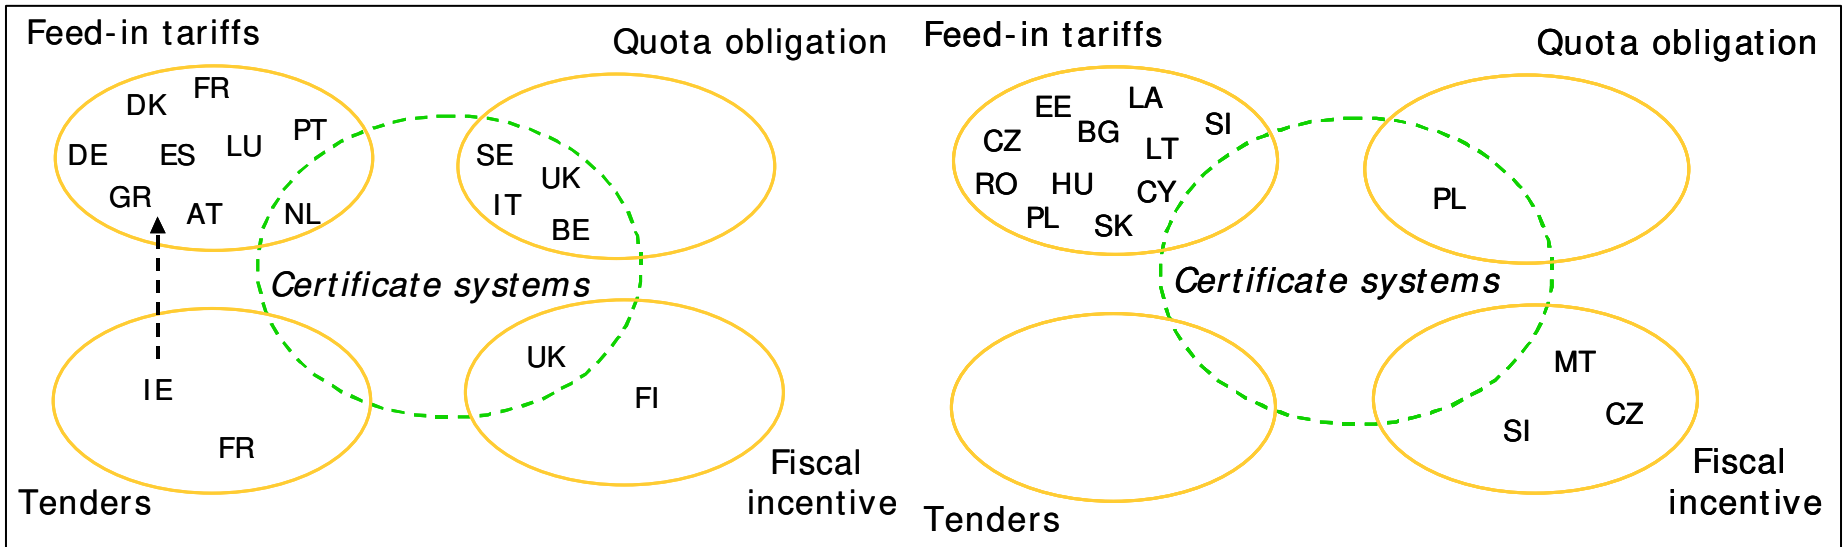 Feed-in tariffs
Quota obligation
FR
DK
PT
LU
DE
ES
GR
AT
NL
SE
UK
IT
BE
Certificate systems
UK
IE
FI
FR
Fiscal
incentive
Tenders
Feed-in tariffs
Quota obligation
LA
EE
SI
BG
CZ
LT
RO
HU
CY
PL
SK
PL
Certificate systems
MT
CZ
SI
Fiscal
incentive
Tenders